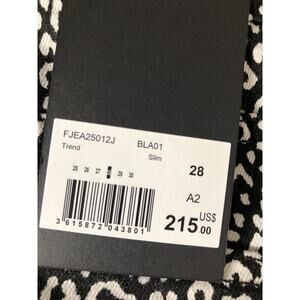 FJEA25012J BLA01
Trend Slim
28
25 26 27 28 29 30
A2
215.00 US$
3 615872 043801